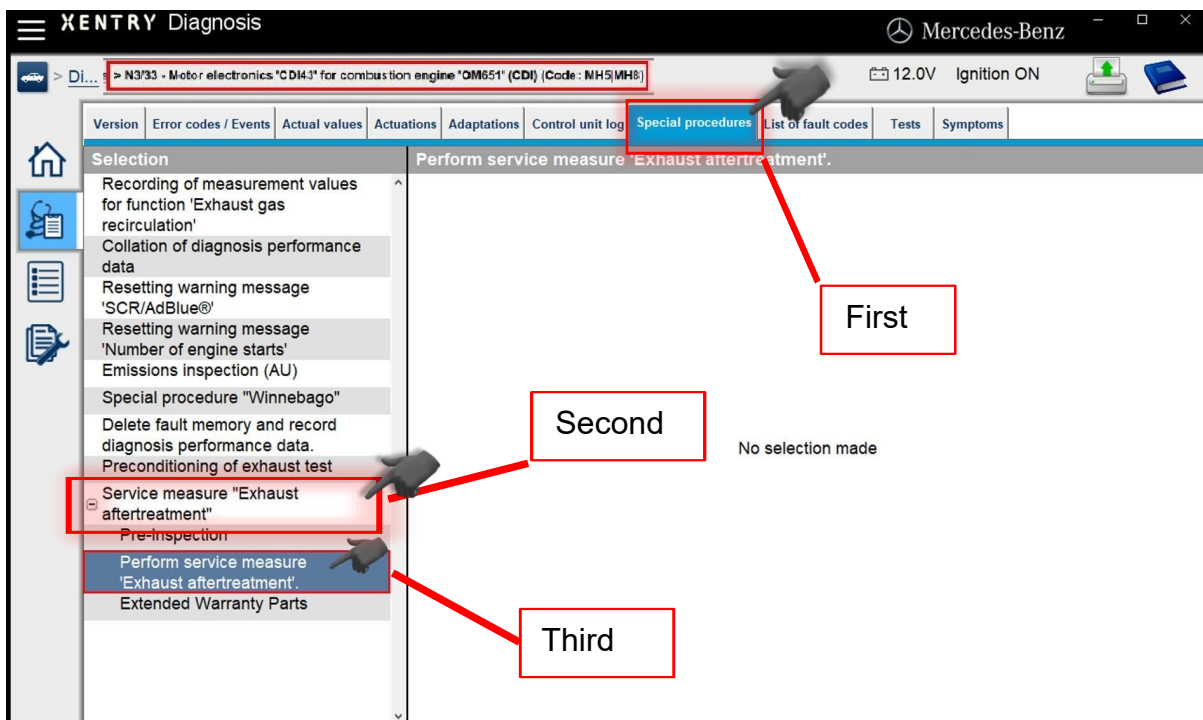 XENTRY Diagnosis
Mercedes-Benz
> Di... s > N3/33 - Motor electronics "CDI43" for combustion engine "OM651" (CDI) (Code: MH5|MH8)
12.0V Ignition ON
Version Error codes / Events Actual values Actuations Adaptations Control unit log Special procedures List of fault codes Tests Symptoms
Selection
Perform service measure 'Exhaust aftertreatment'.
Recording of measurement values
for function 'Exhaust gas
recirculation'
Collation of diagnosis performance
data
Resetting warning message
'SCR/AdBlue®'
Resetting warning message
'Number of engine starts'
Emissions inspection (AU)
Special procedure "Winnebago"
Delete fault memory and record
diagnosis performance data.
Preconditioning of exhaust test
Service measure "Exhaust
aftertreatment"
Pre-Inspection
Perform service measure
'Exhaust aftertreatment'.
Extended Warranty Parts
No selection made
First
Second
Third